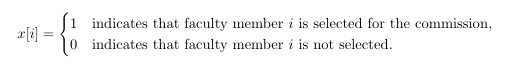 x[i] = { 1 indicates that faculty member i is selected for the commission,
0 indicates that faculty member i is not selected.